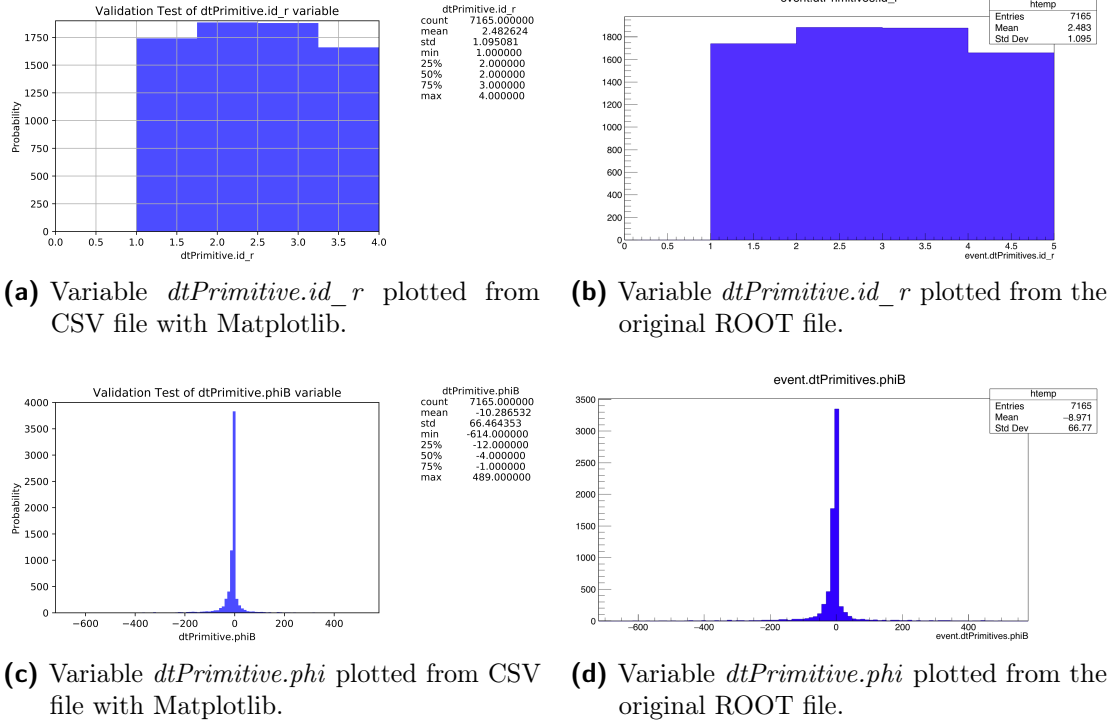 Validation Test of dtPrimitive.id_r variable
1750
1500
1250
1000
750
500
250
0
Probability
0.0 0.5 1.0 1.5 2.0 2.5 3.0 3.5 4.0
dtPrimitive.id_r
dtPrimitive.id_r
count 7165.000000
mean 2.482624
std 1.095081
min 1.000000
25% 2.000000
50% 2.000000
75% 3.000000
max 4.000000
event.dtPrimitives.id_r
htemp
Entries 7165
Mean 2.483
Std Dev 1.095
1800
1600
1400
1200
1000
800
600
400
200
0
0 0.5 1 1.5 2 2.5 3 3.5 4 4.5 5
event.dtPrimitives.id_r
(a) Variable dtPrimitive.id_r plotted from
CSV file with Matplotlib.
(b) Variable dtPrimitive.id_r plotted from the
original ROOT file.
Validation Test of dtPrimitive.phiB variable
4000
3500
3000
2500
2000
1500
1000
500
0
Probability
−600 −400 −200 0 200 400
dtPrimitive.phiB
dtPrimitive.phiB
count 7165.000000
mean -10.286532
std 66.464353
min -614.000000
25% -12.000000
50% -4.000000
75% -1.000000
max 489.000000
event.dtPrimitives.phiB
htemp
Entries 7165
Mean −8.971
Std Dev 66.77
3500
3000
2500
2000
1500
1000
500
0
−600 −400 −200 0 200 400
event.dtPrimitives.phiB
(c) Variable dtPrimitive.phi plotted from CSV
file with Matplotlib.
(d) Variable dtPrimitive.phi plotted from the
original ROOT file.